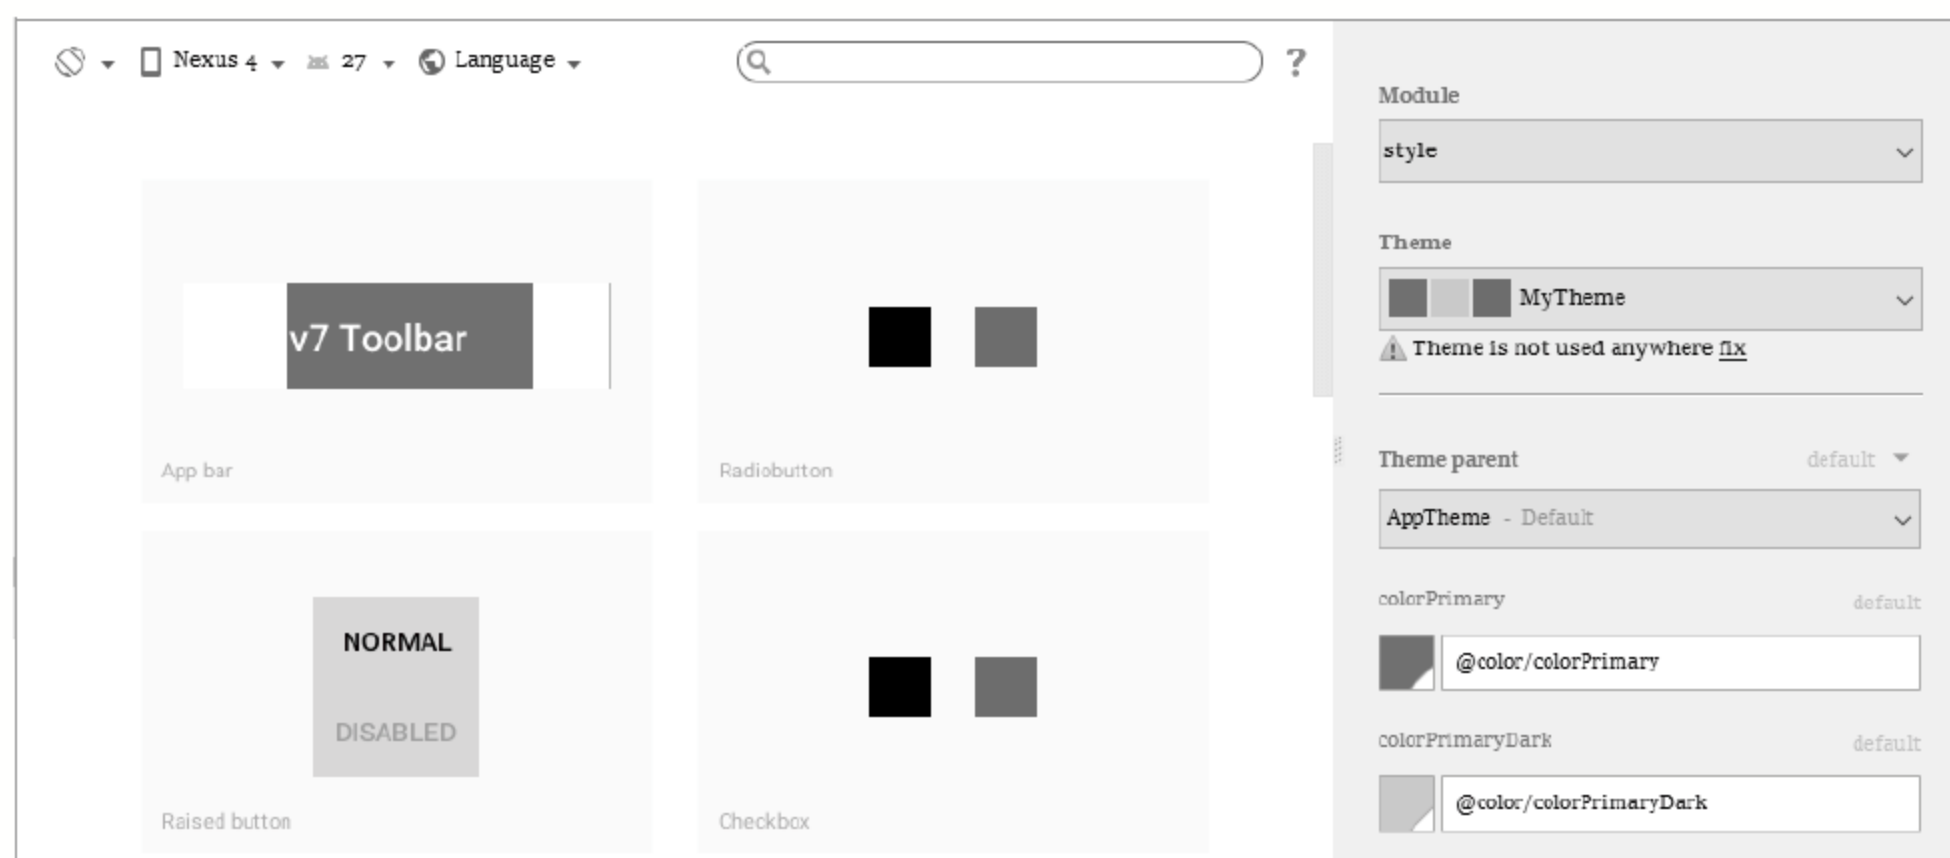 Nexus 4 27 Language ?
v7 Toolbar
App bar
Radiobutton
NORMAL
DISABLED
Raised button
Checkbox
Module
style
Theme
MyTheme
Theme is not used anywhere fix
Theme parent default
AppTheme - Default
colorPrimary default
@color/colorPrimary
colorPrimaryDark default
@color/colorPrimaryDark